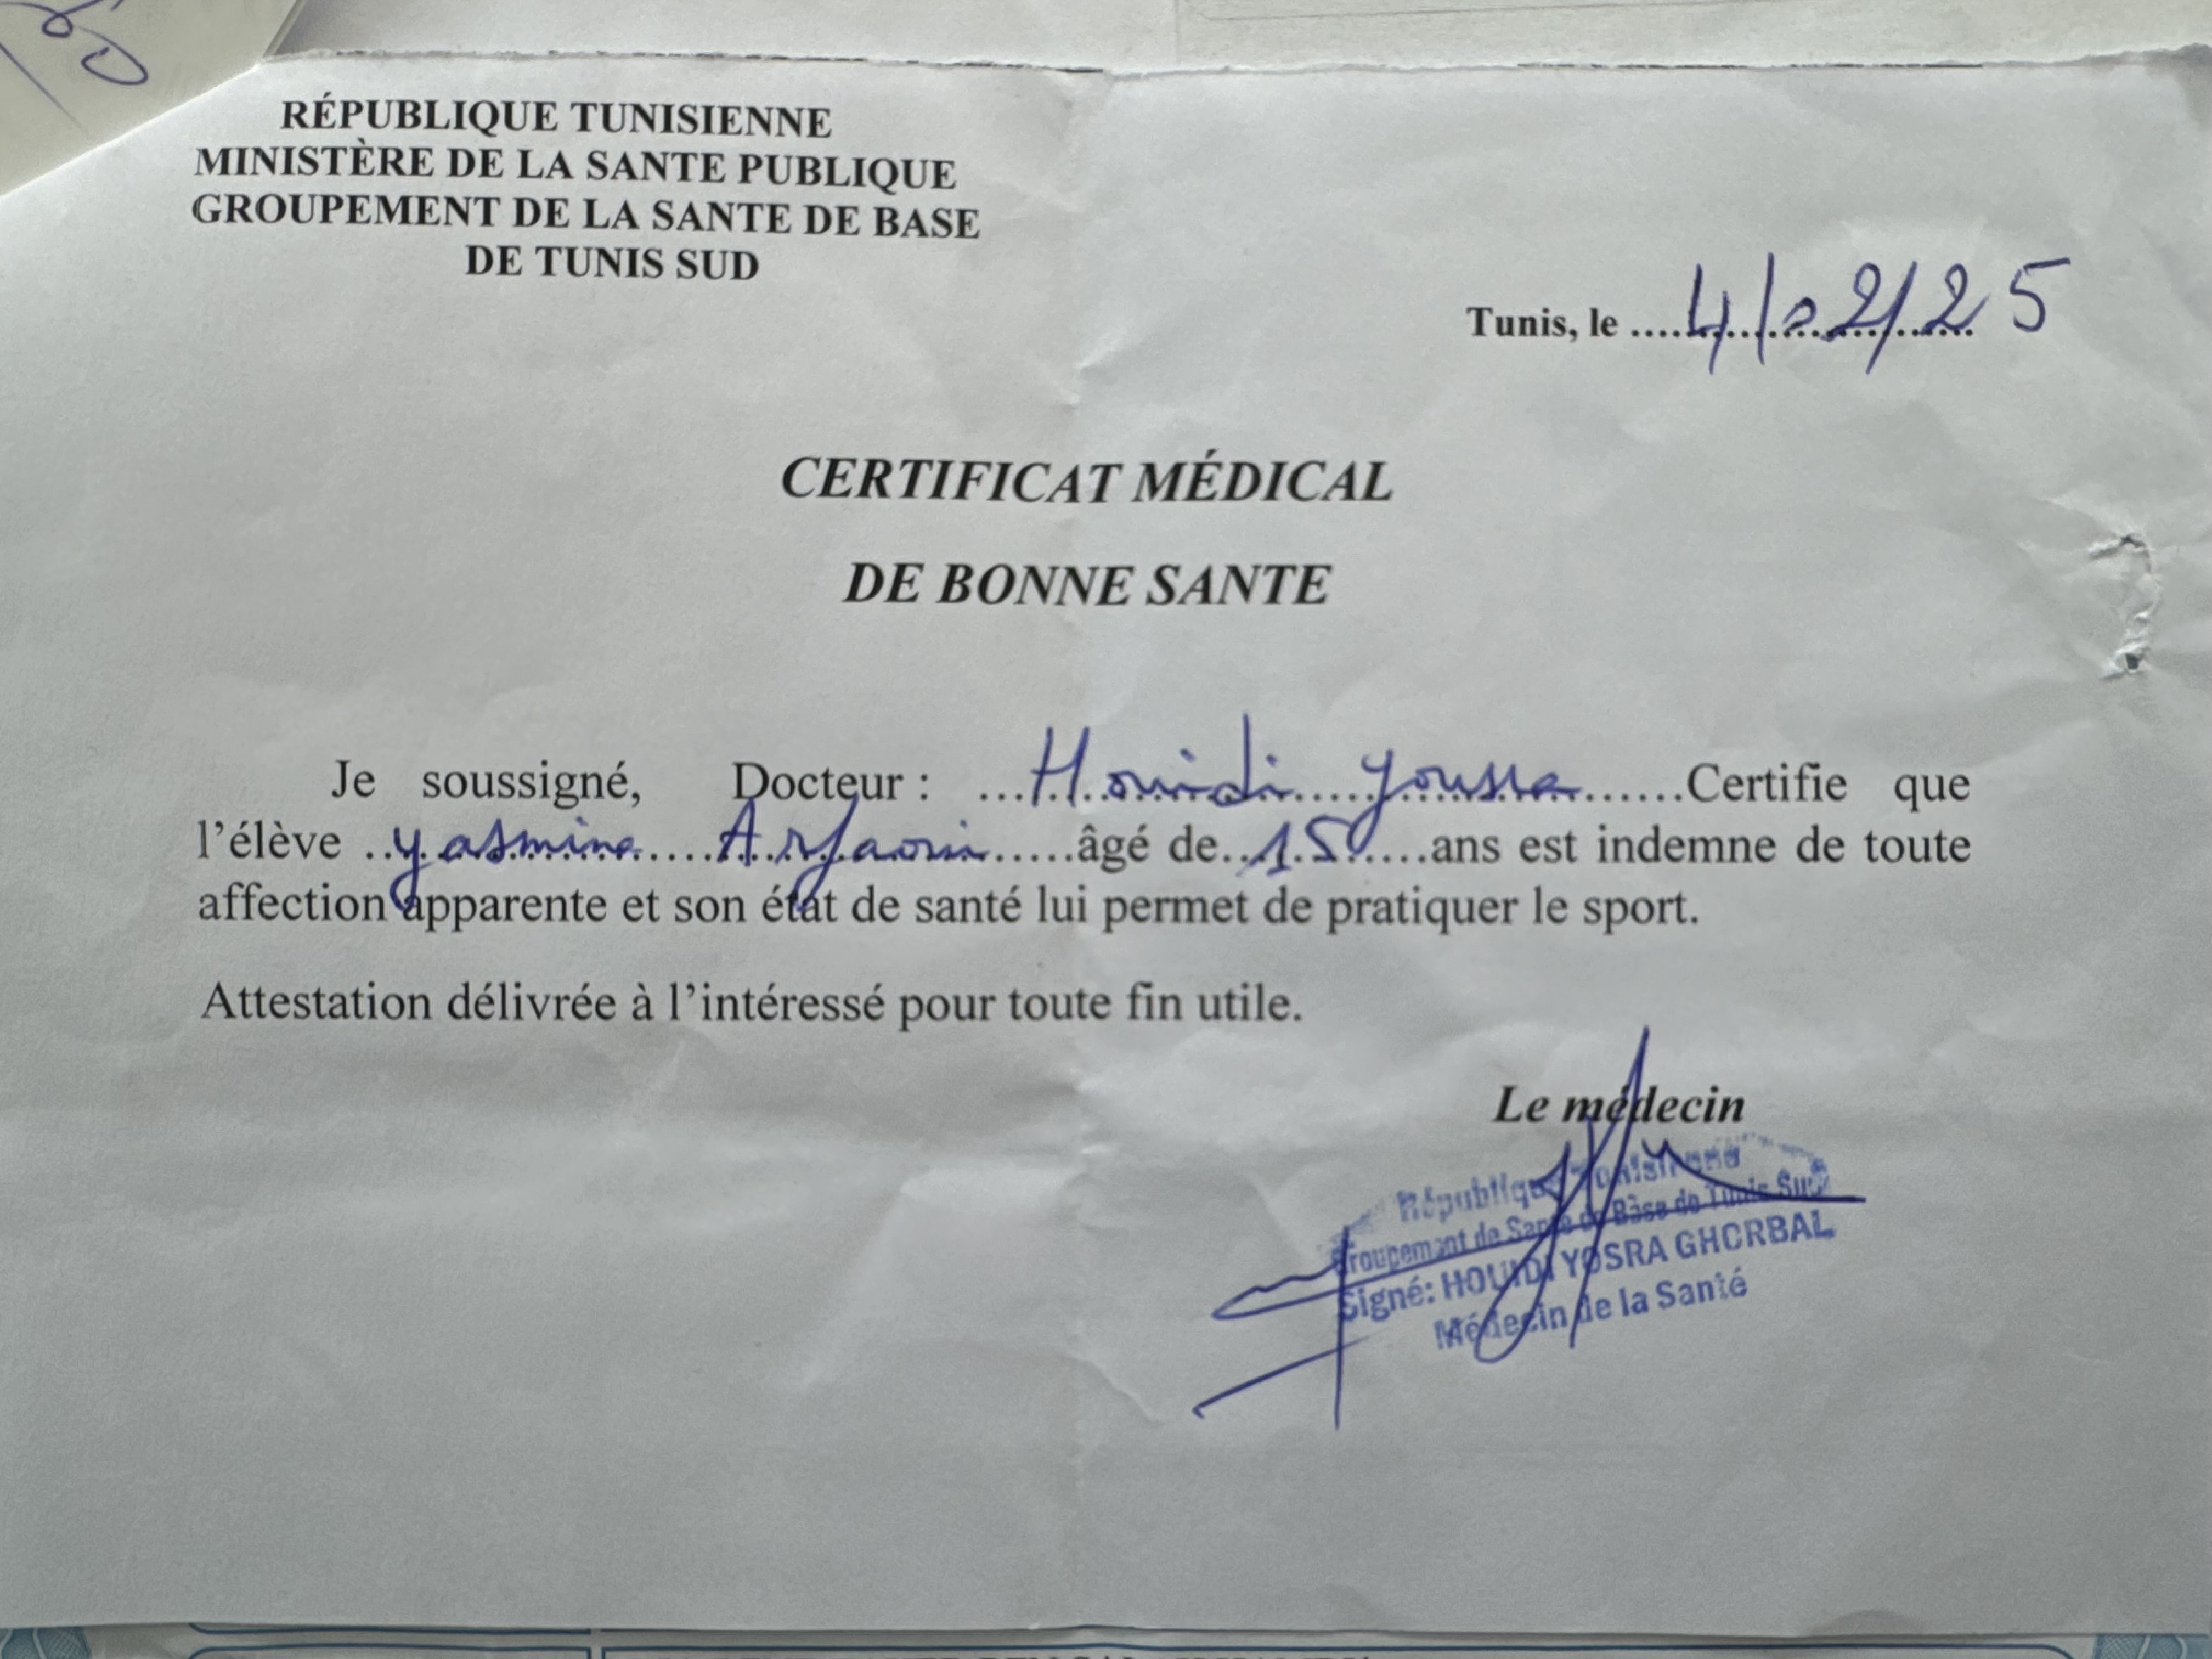 RÉPUBLIQUE TUNISIENNE
MINISTÈRE DE LA SANTE PUBLIQUE
GROUPEMENT DE LA SANTE DE BASE
DE TUNIS SUD
Tunis, le ..... 4/02/25
CERTIFICAT MÉDICAL
DE BONNE SANTE
Je soussigné, Docteur : ... Houidi Youssra ......Certifie que
l'élève .. Yasmine .... Arfaoui .....âgé de.. 15 ....ans est indemne de toute
affection apparente et son état de santé lui permet de pratiquer le sport.
Attestation délivrée à l'intéressé pour toute fin utile.
Le médecin
République Tunisienne
Groupement de Santé de Base de Tunis Sud
Signé: HOUIDI YOSRA GHORBAL
Médecin de la Santé